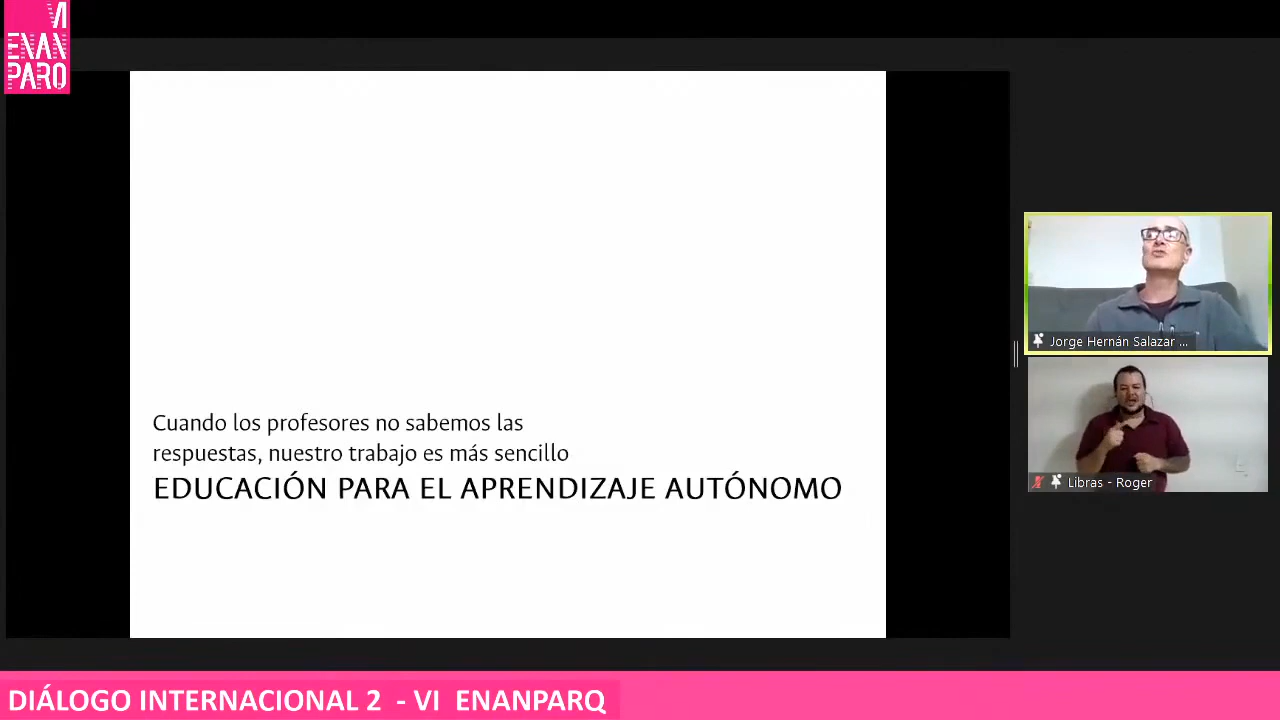 VI
ENAN
PARQ
Cuando los profesores no sabemos las
respuestas, nuestro trabajo es más sencillo
EDUCACIÓN PARA EL APRENDIZAJE AUTÓNOMO
Jorge Hernán Salazar ...
Libras - Roger
DIÁLOGO INTERNACIONAL 2 - VI ENANPARQ